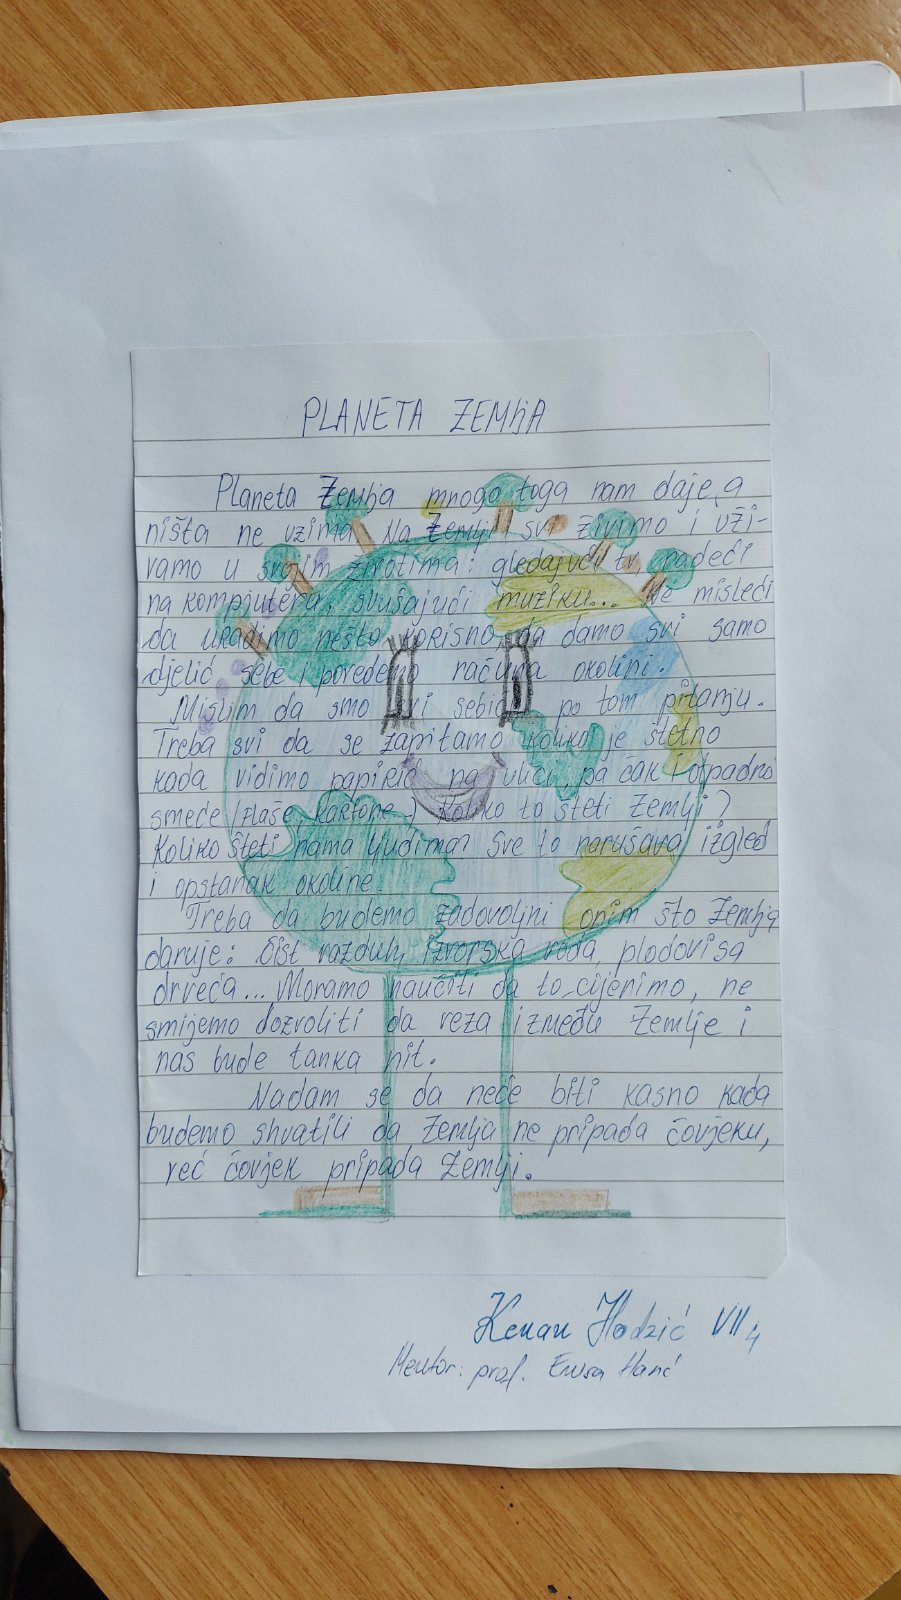 PLANETA ZEMljA
Planeta Zemlja mnogo toga nam daje, a
ništa ne uzima. Na Zemlji svi živimo i uži-
vamo u svojim životima: gledajući tv, radeći
na kompjuteru, slušajući muziku... ne misleći
da uradimo nešto korisno, da damo svi samo
djelić sebe i povedemo računa okolini.
Mislim da smo svi sebični po tom pitanju.
Treba svi da se zapitamo koliko je štetno
kada vidimo papirić na ulici, pa čak i otpadno
smeće (flaše, kartone...) Koliko to šteti Zemlji?
Koliko šteti nama ljudima? Sve to narušava izgled
i opstanak okoline.
Treba da budemo zadovoljni onim što Zemlja
daruje: čist vazduh, izvorska voda, plodovi sa
drveća... Moramo naučiti da to cijenimo, ne
smijemo dozvoliti da veza između Zemlje i
nas bude tanka nit.
Nadam se da neće biti kasno kada
budemo shvatili da Zemlja ne pripada čovjeku,
već čovjek pripada Zemlji.
Kenan Hodzić VII4
Mentor: prof. Enisa Hanić